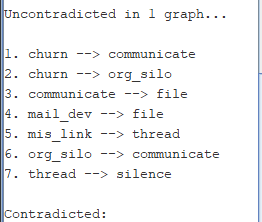 Uncontradicted in 1 graph...
1. churn --> communicate
2. churn --> org_silo
3. communicate --> file
4. mail_dev --> file
5. mis_link --> thread
6. org_silo --> communicate
7. thread --> silence
Contradicted: